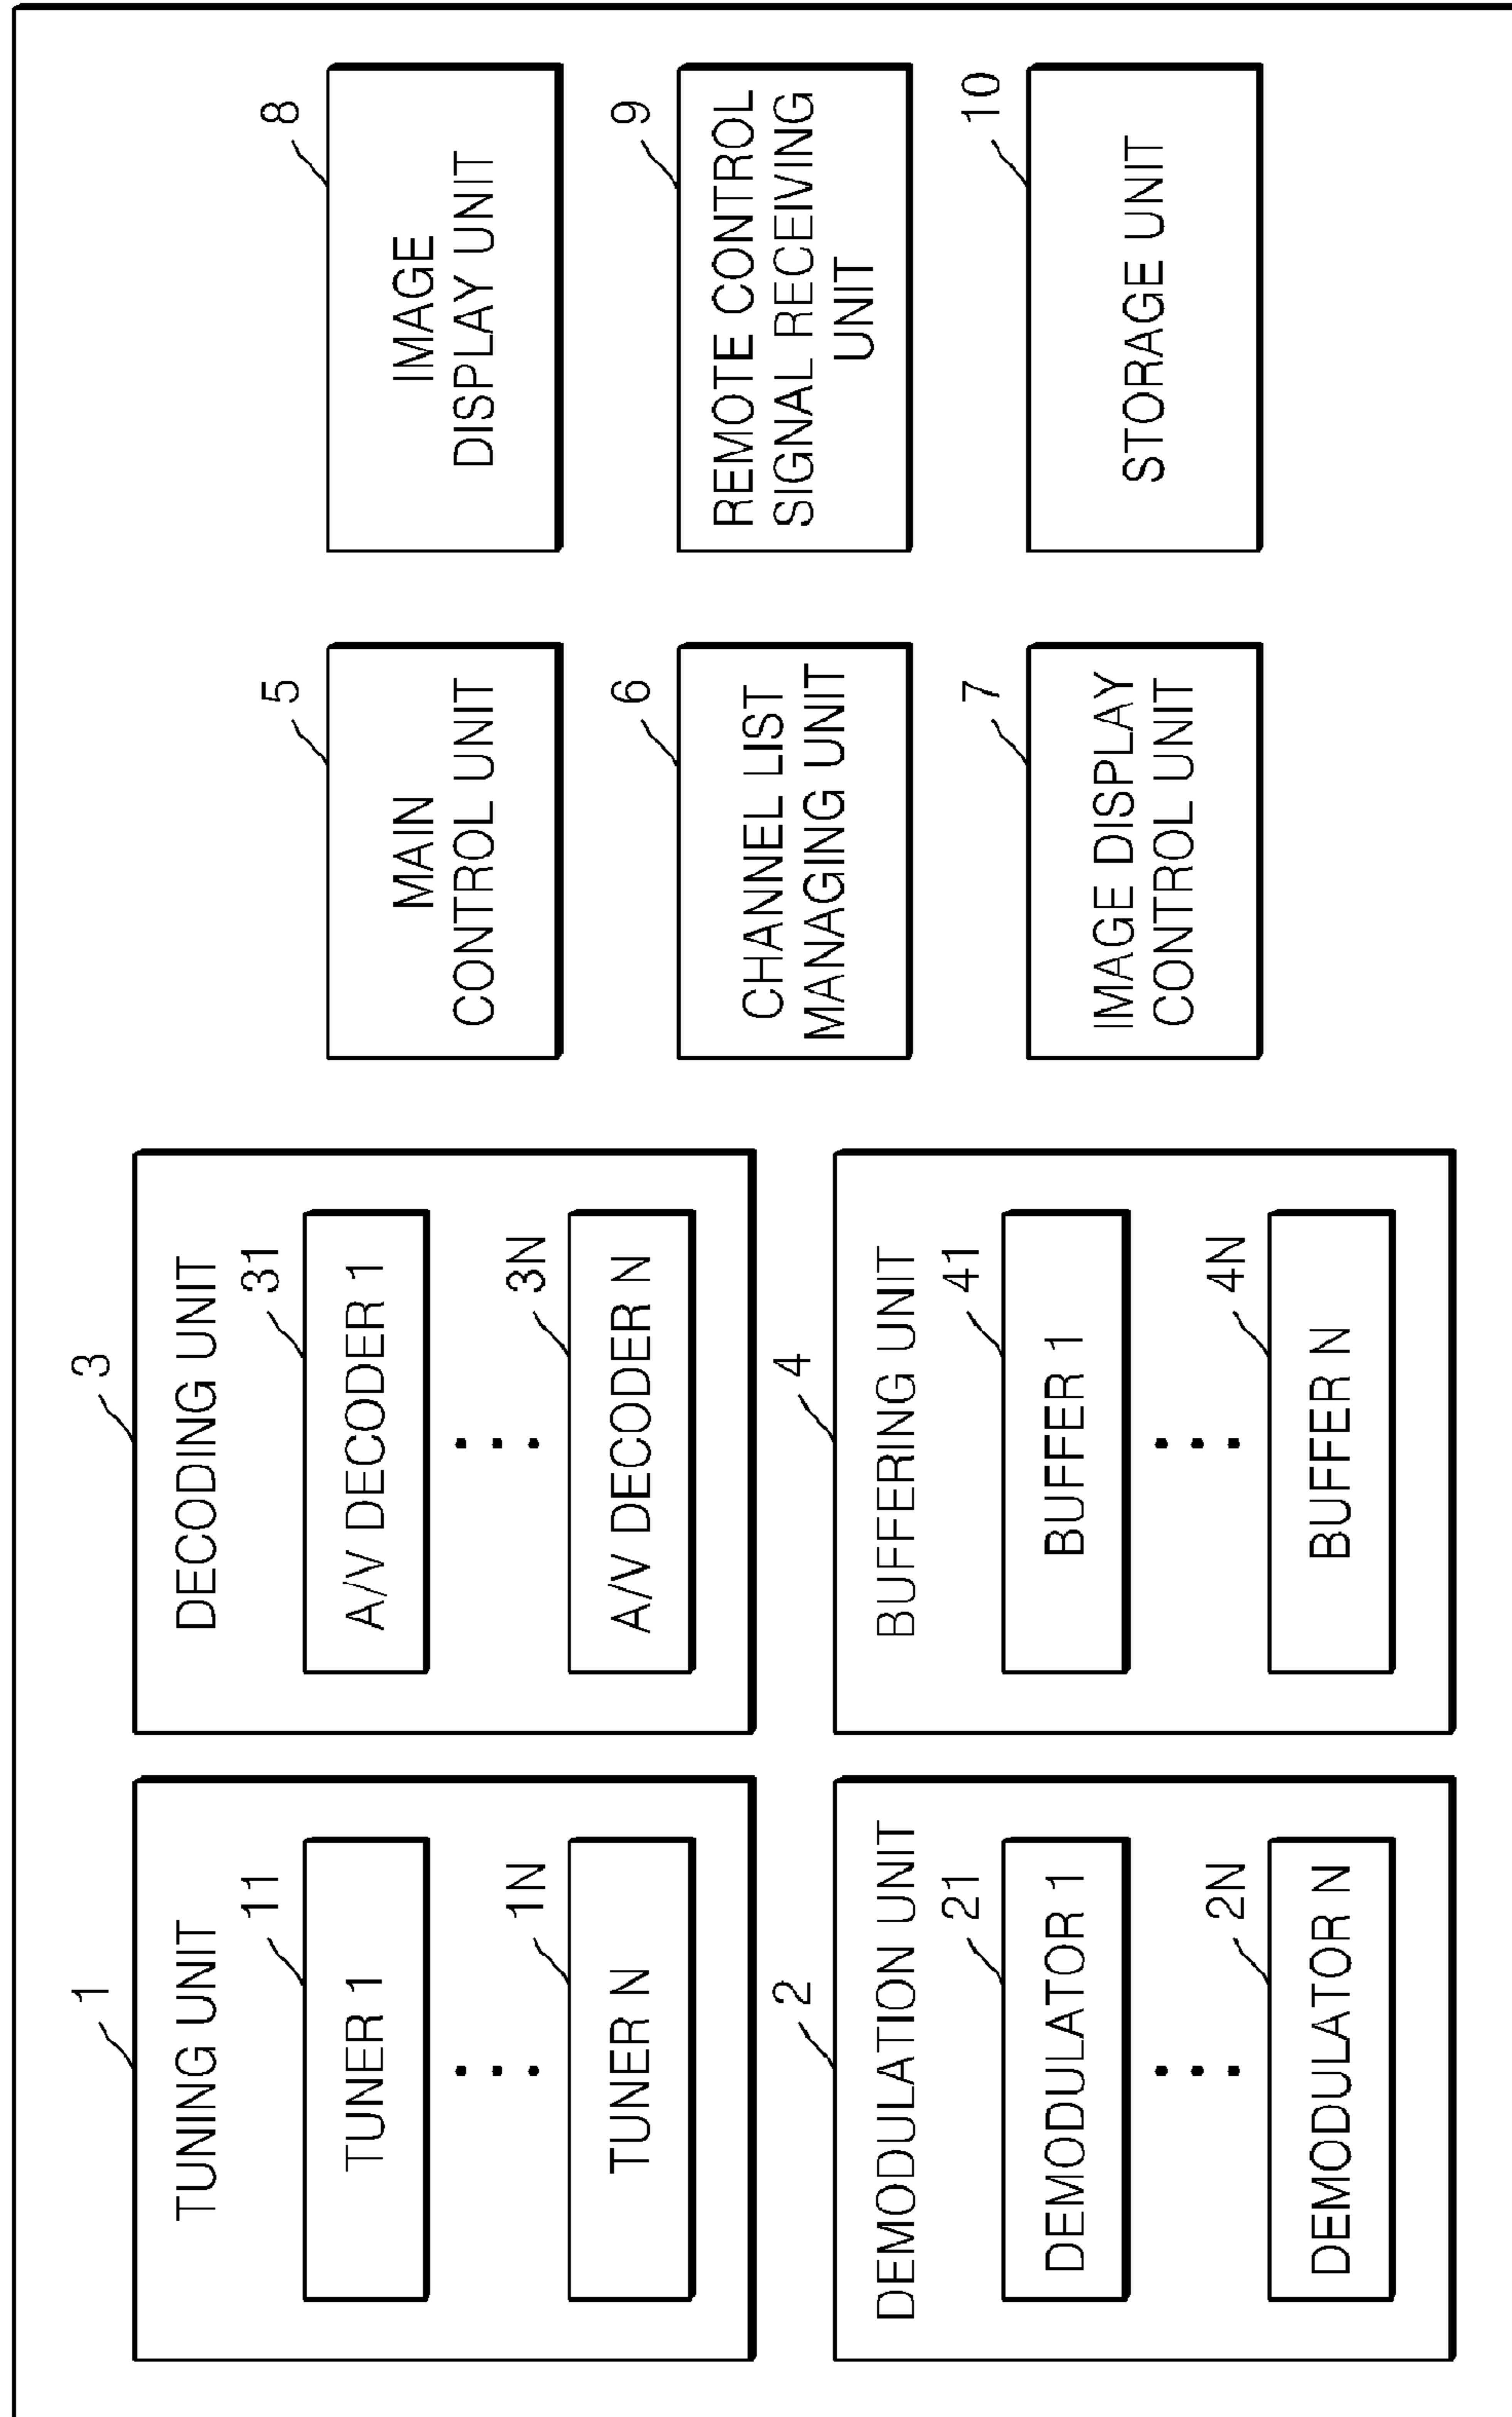 1
TUNING UNIT
11
TUNER 1
1N
TUNER N
2
DEMODULATION UNIT
21
DEMODULATOR 1
2N
DEMODULATOR N
3
DECODING UNIT
31
A/V DECODER 1
3N
A/V DECODER N
4
BUFFERING UNIT
41
BUFFER 1
4N
BUFFER N
5
MAIN
CONTROL UNIT
6
CHANNEL LIST
MANAGING UNIT
7
IMAGE DISPLAY
CONTROL UNIT
8
IMAGE
DISPLAY UNIT
9
REMOTE CONTROL
SIGNAL RECEIVING
UNIT
10
STORAGE UNIT